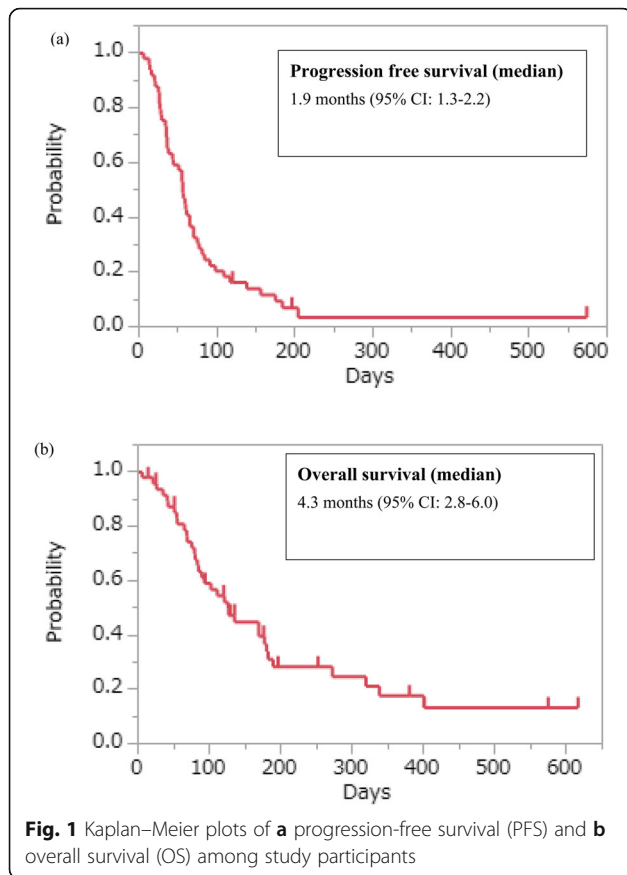 (a)
1.0
0.8
0.6
0.4
0.2
0.0
Probability
Progression free survival (median)
1.9 months (95% CI: 1.3-2.2)
0 100 200 300 400 500 600
Days
(b)
1.0
0.8
0.6
0.4
0.2
0.0
Probability
Overall survival (median)
4.3 months (95% CI: 2.8-6.0)
0 100 200 300 400 500 600
Days
Fig. 1 Kaplan–Meier plots of a progression-free survival (PFS) and b
overall survival (OS) among study participants